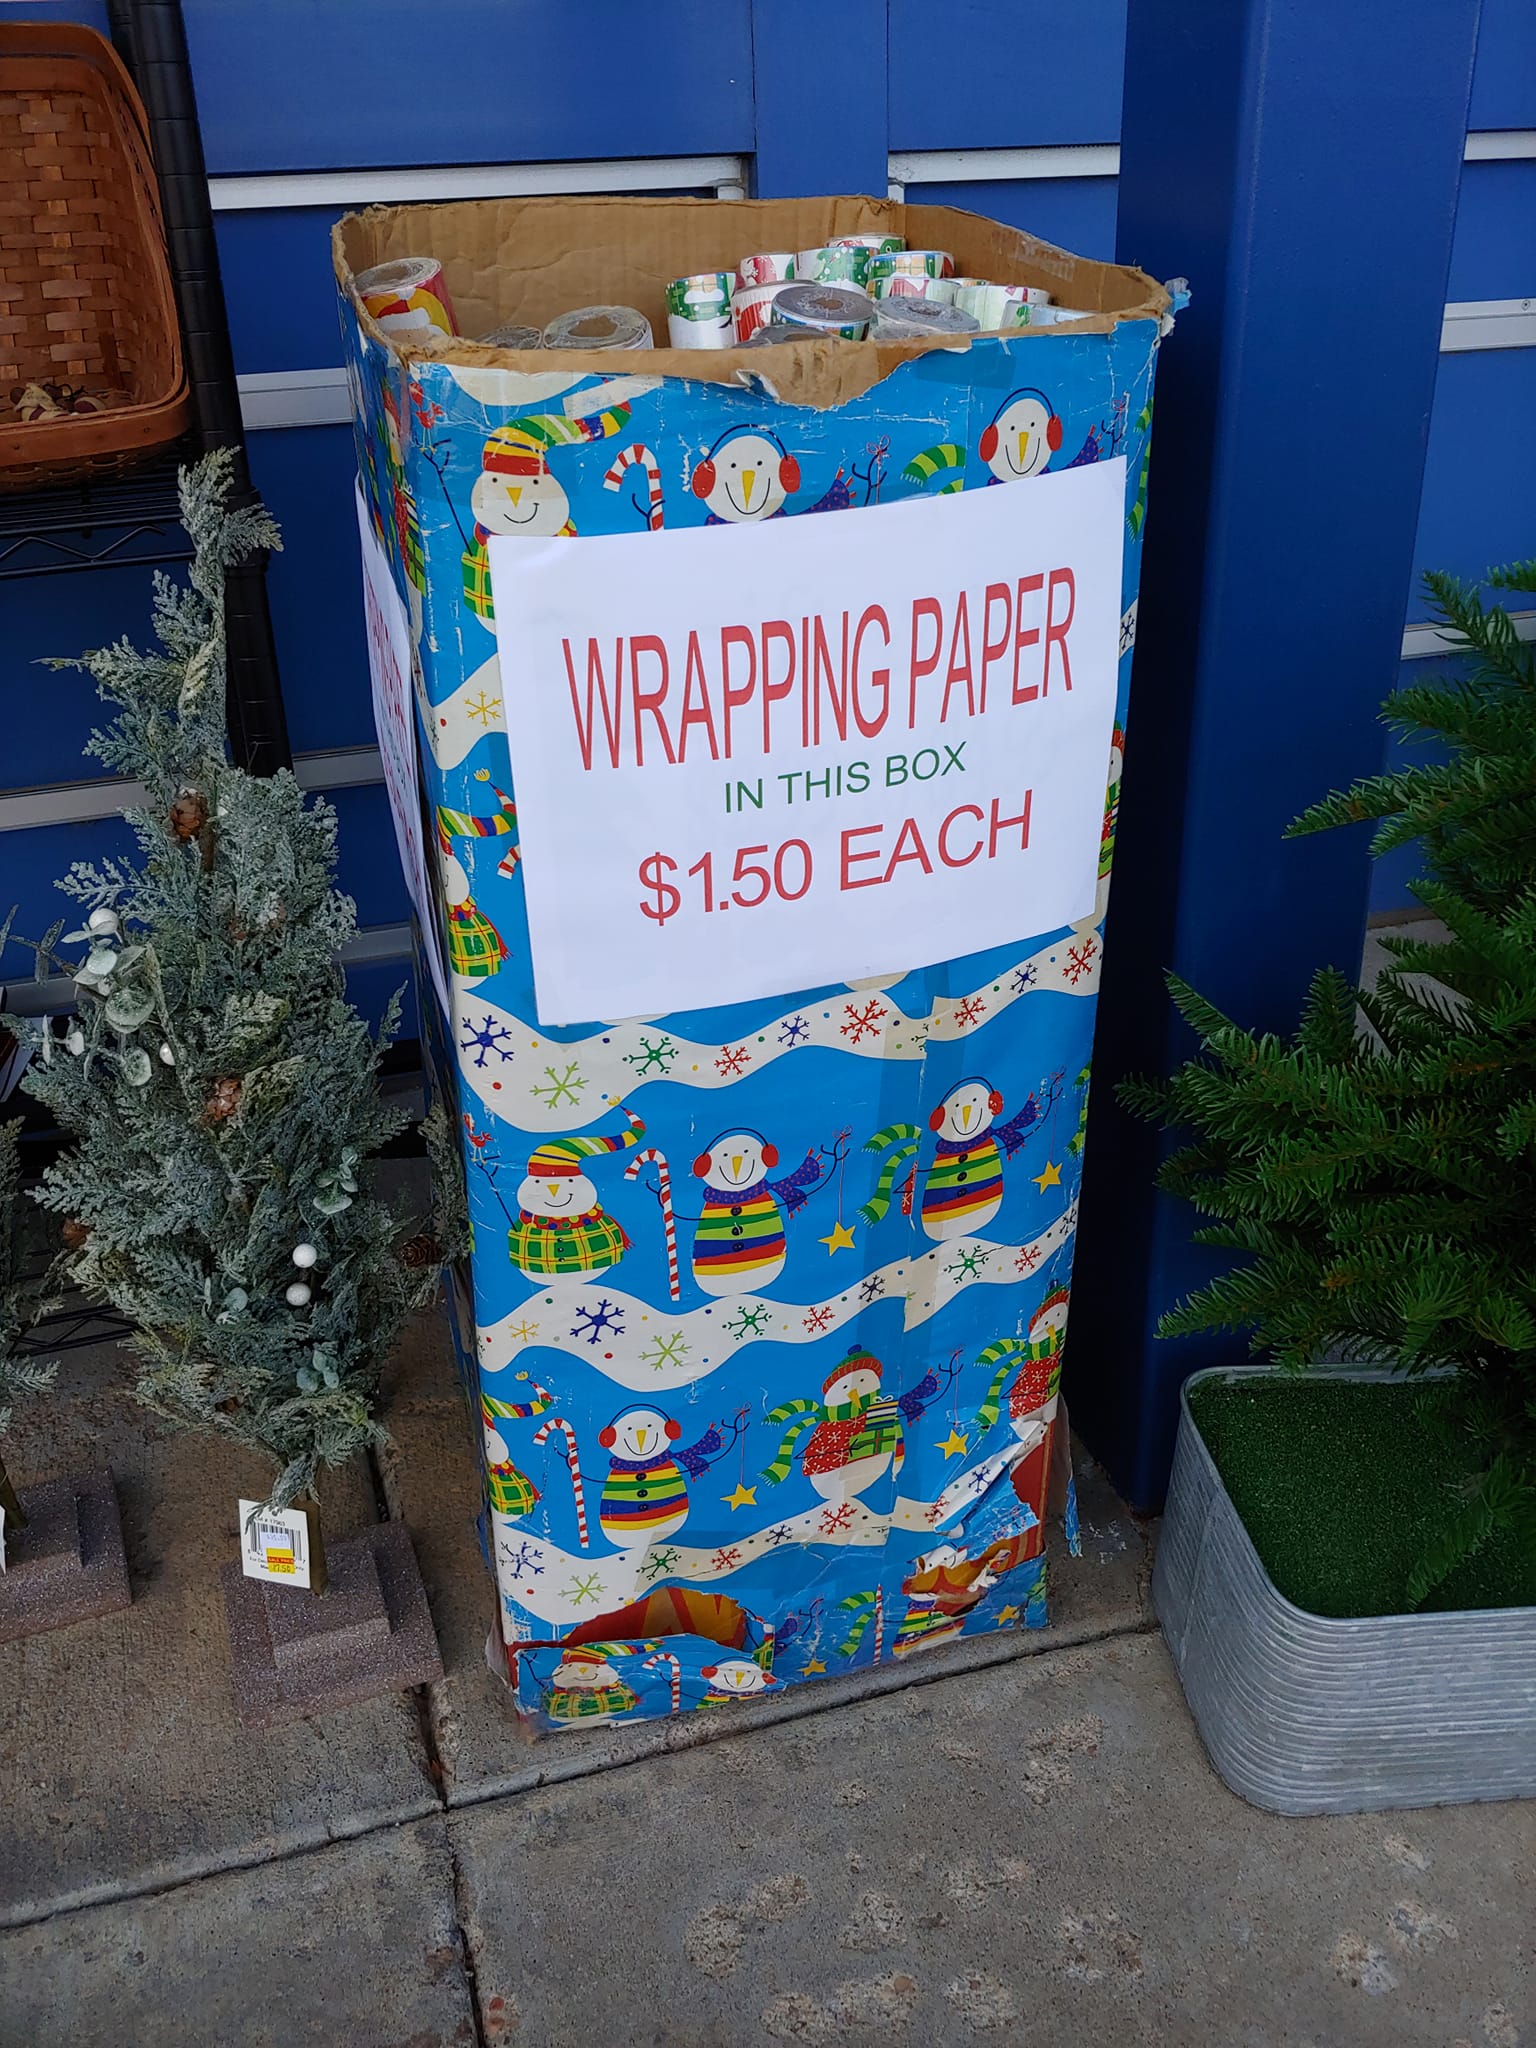 WRAPPING PAPER
IN THIS BOX
$1.50 EACH